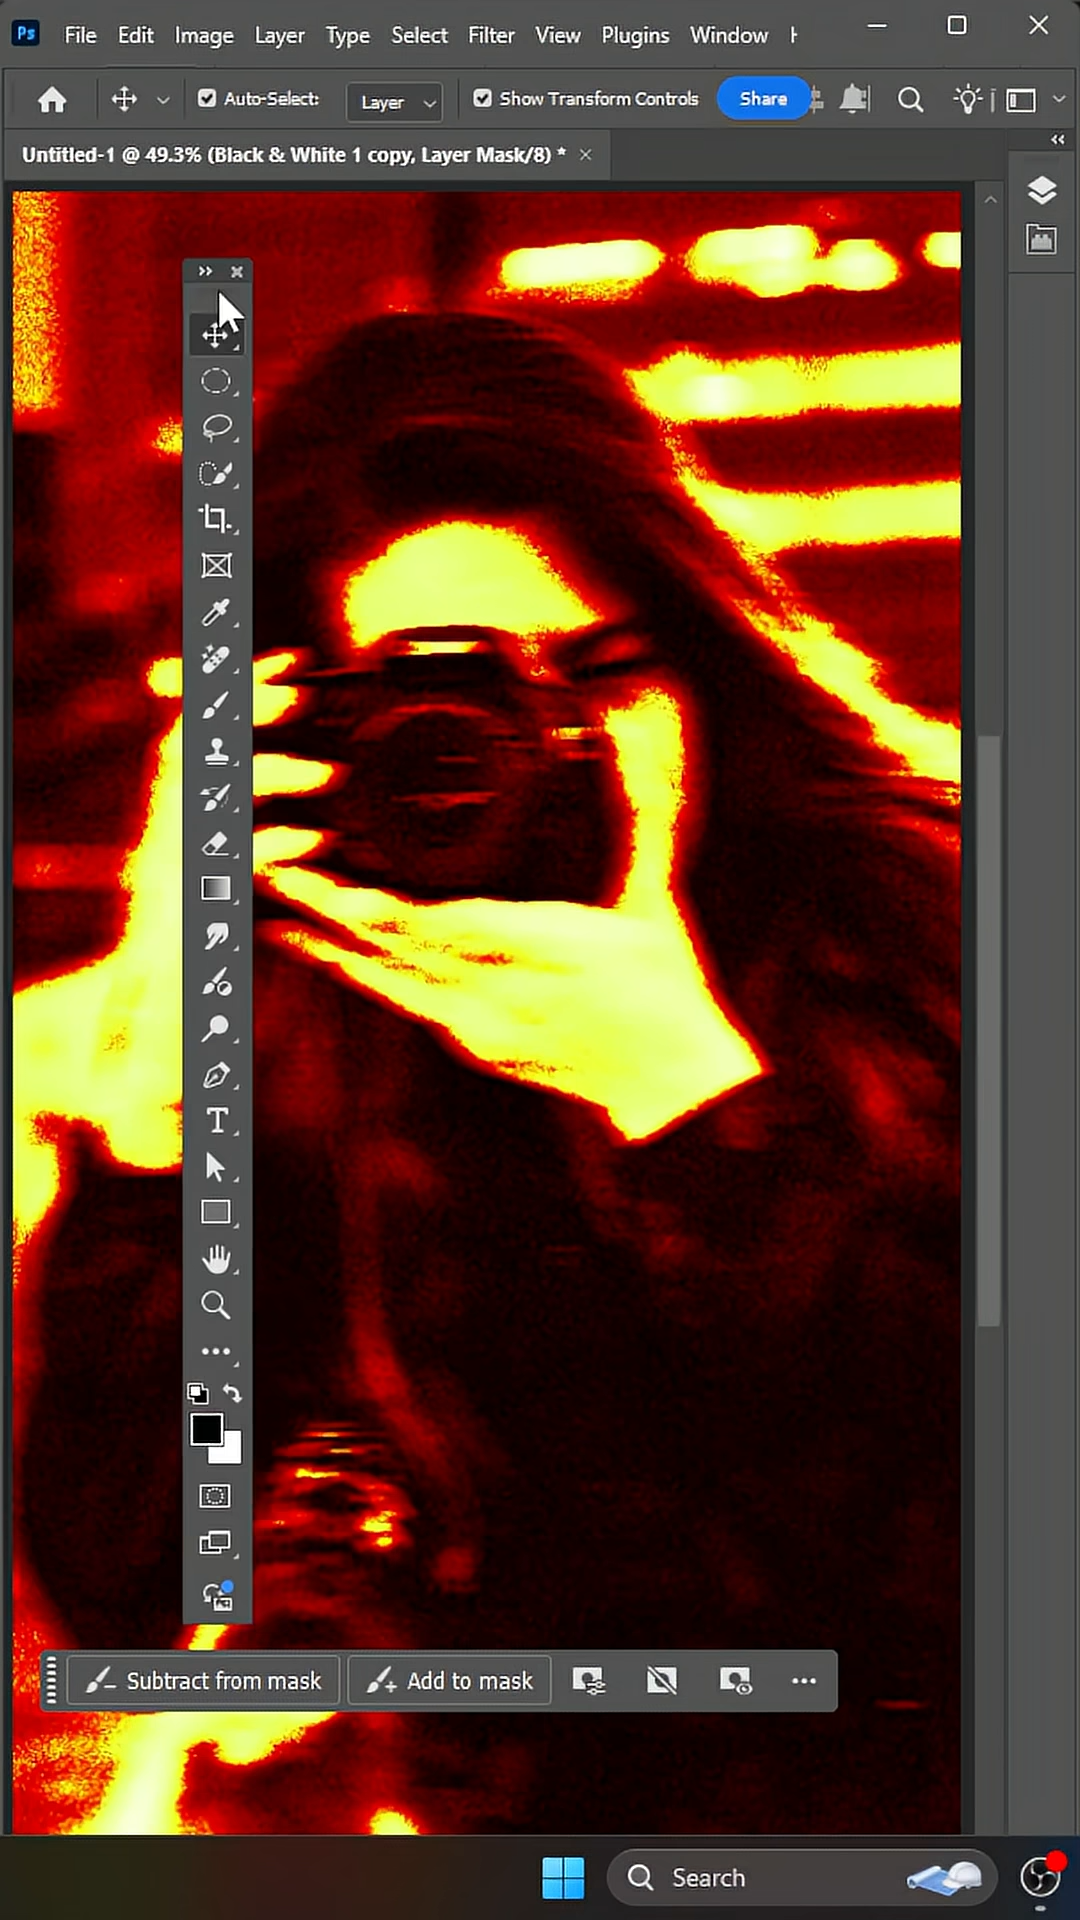 Ps File Edit Image Layer Type Select Filter View Plugins Window
Auto-Select: Layer Show Transform Controls Share
Untitled-1 @ 49.3% (Black & White 1 copy, Layer Mask/8) *
Subtract from mask Add to mask
Search